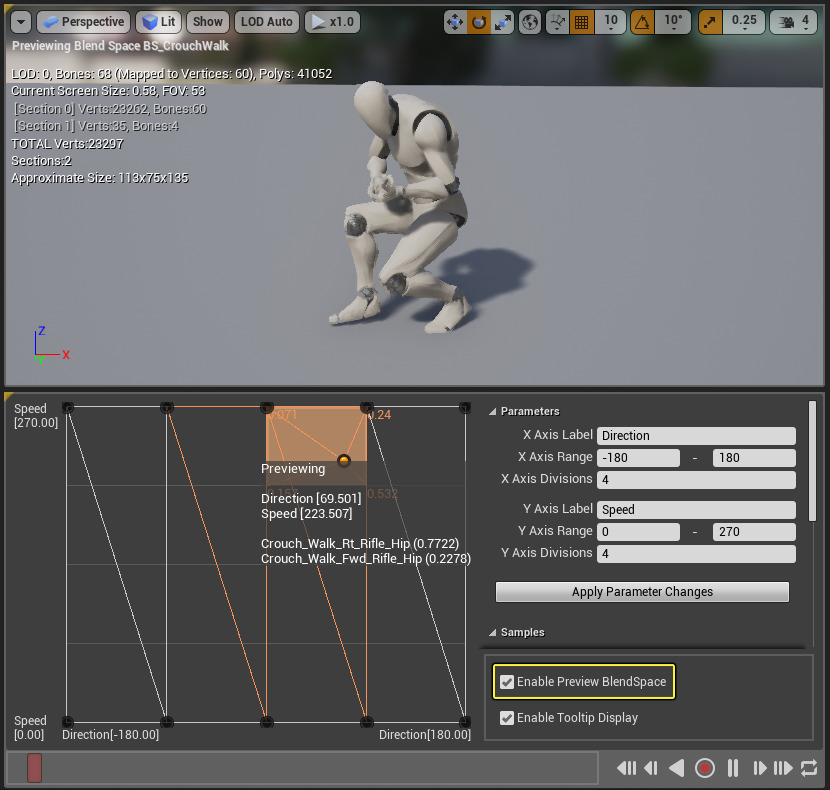 Perspective Lit Show LOD Auto x1.0 10 10° 0.25 4
Previewing Blend Space BS_CrouchWalk
LOD: 0, Bones: 68 (Mapped to Vertices: 60), Polys: 41052
Current Screen Size: 0.58, FOV: 53
[Section 0] Verts:23262, Bones:60
[Section 1] Verts:35, Bones:4
TOTAL Verts:23297
Sections:2
Approximate Size: 113x75x135
Z
X
Speed
[270.00]
0.071 0.24
Previewing
0.532
Direction [69.501]
Speed [223.507]
Crouch_Walk_Rt_Rifle_Hip (0.7722)
Crouch_Walk_Fwd_Rifle_Hip (0.2278)
Speed
[0.00]
Direction[-180.00] Direction[180.00]
Parameters
X Axis Label Direction
X Axis Range -180 - 180
X Axis Divisions 4
Y Axis Label Speed
Y Axis Range 0 - 270
Y Axis Divisions 4
Apply Parameter Changes
Samples
Enable Preview BlendSpace
Enable Tooltip Display